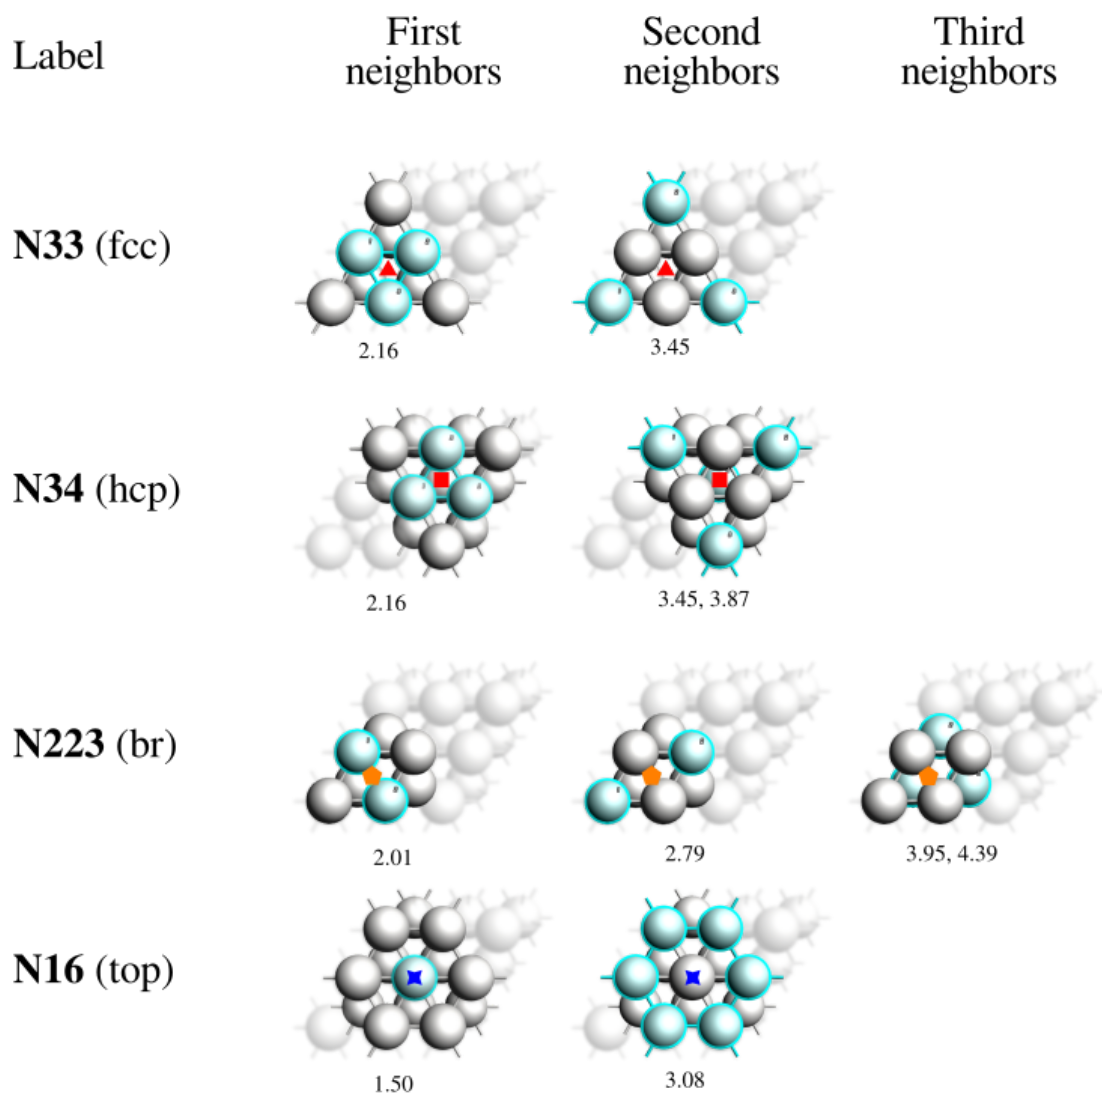 Label
First neighbors
Second neighbors
Third neighbors
N33 (fcc)
2.16
3.45
N34 (hcp)
2.16
3.45, 3.87
N223 (br)
2.01
2.79
3.95, 4.39
N16 (top)
1.50
3.08